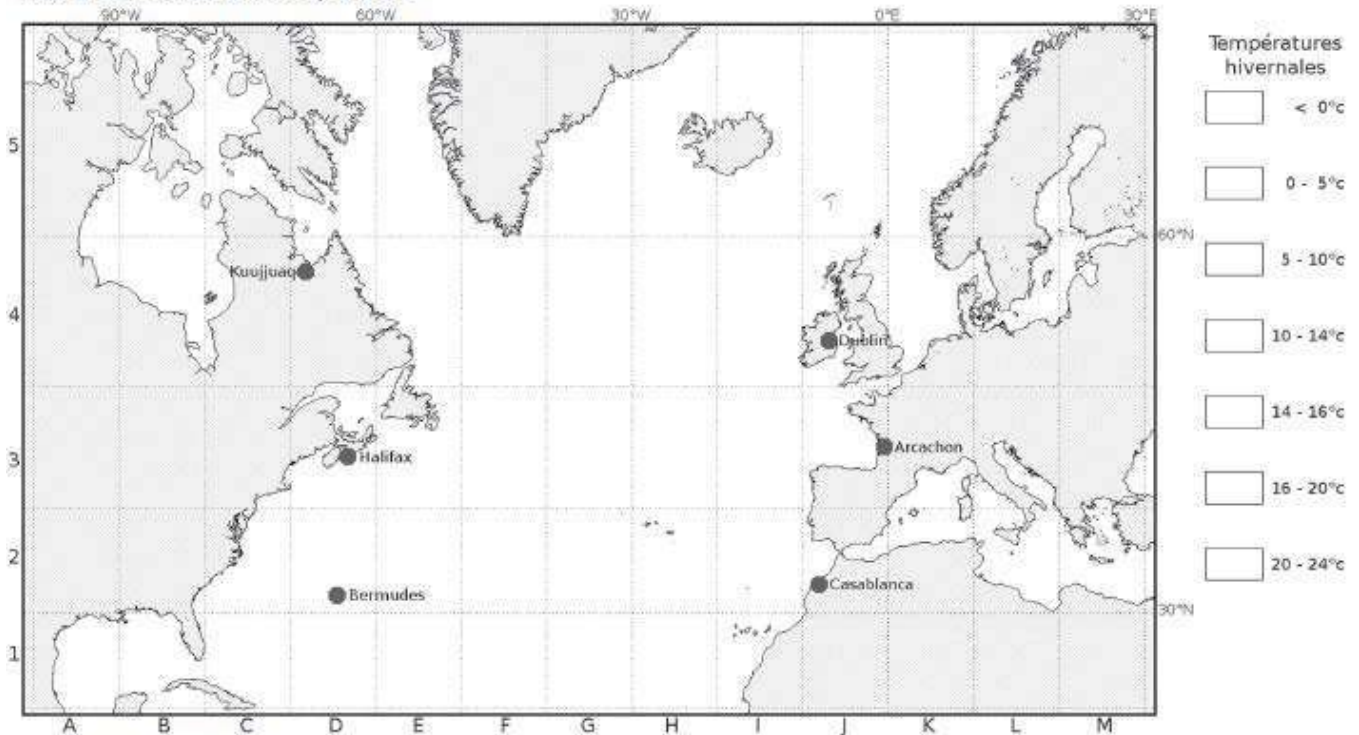 90°W 60°W 30°W 0°E 30°E
Températures
hivernales
< 0°c
0 - 5°c
5 - 10°c
10 - 14°c
14 - 16°c
16 - 20°c
20 - 24°c
5
60°N
Kuujjuaq
4
Dublin
Arcachon
3
Halifax
2
Casablanca
Bermudes
30°N
1
A B C D E F G H I J K L M